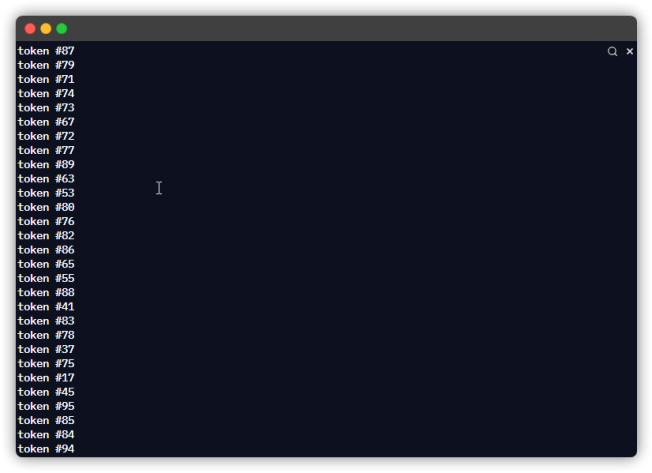 token #87
token #79
token #71
token #74
token #73
token #67
token #72
token #77
token #89
token #63
token #53
token #80
token #76
token #82
token #86
token #65
token #55
token #88
token #41
token #83
token #78
token #37
token #75
token #17
token #45
token #95
token #85
token #84
token #94